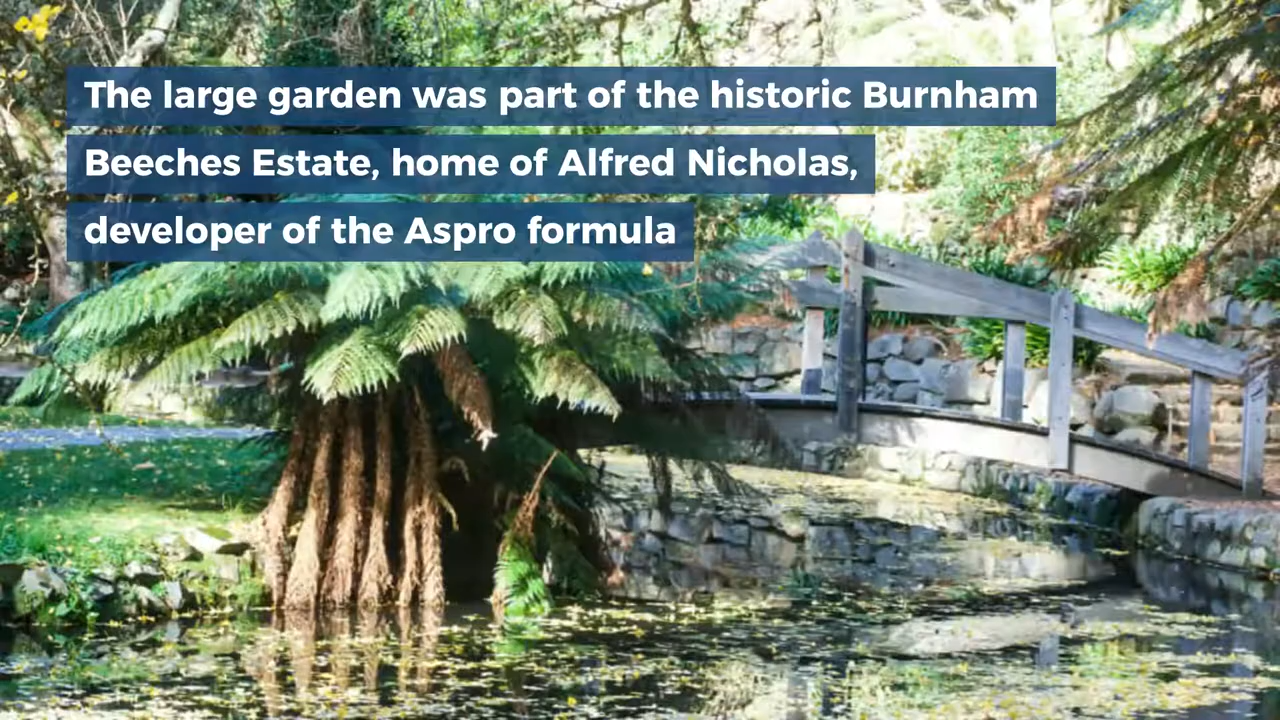 The large garden was part of the historic Burnham
Beeches Estate, home of Alfred Nicholas,
developer of the Aspro formula